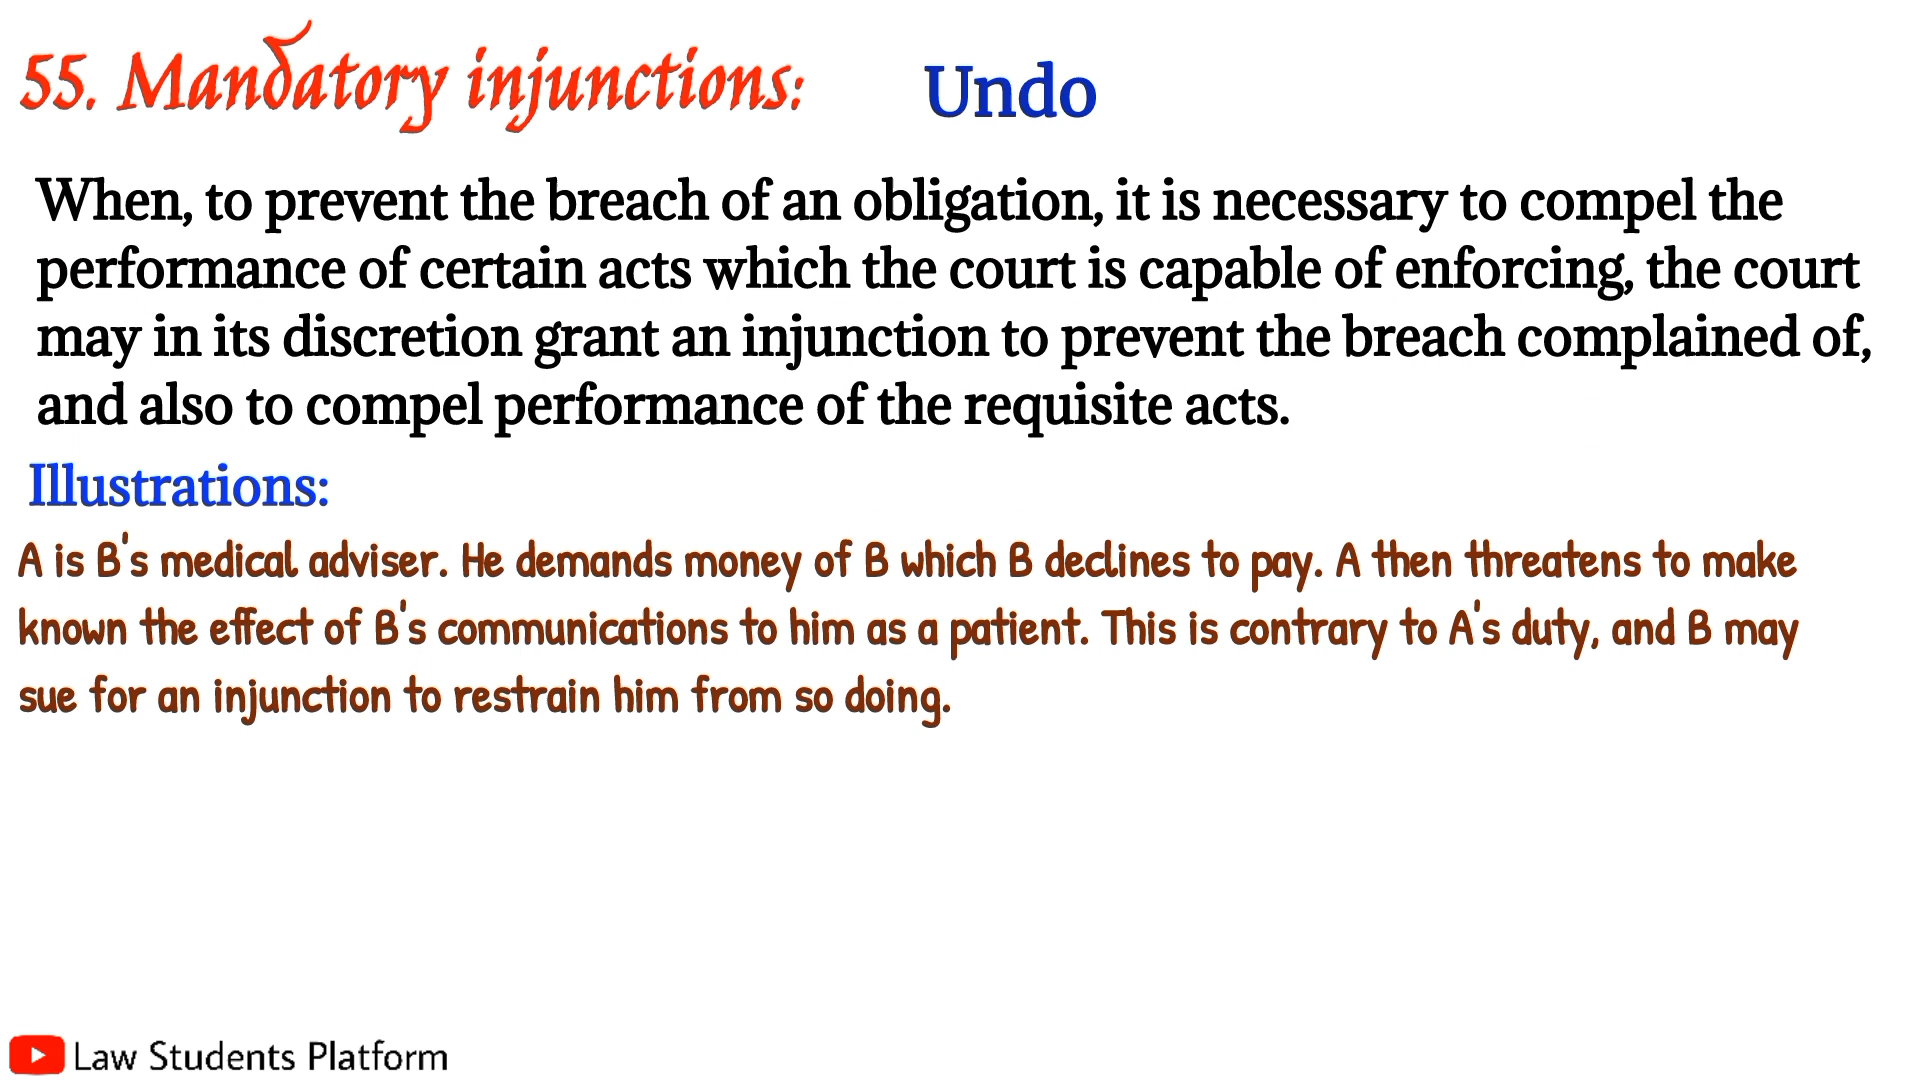 55. Mandatory injunctions: Undo
When, to prevent the breach of an obligation, it is necessary to compel the
performance of certain acts which the court is capable of enforcing, the court
may in its discretion grant an injunction to prevent the breach complained of,
and also to compel performance of the requisite acts.
Illustrations:
A is B's medical adviser. He demands money of B which B declines to pay. A then threatens to make
known the effect of B's communications to him as a patient. This is contrary to A's duty, and B may
sue for an injunction to restrain him from so doing.
Law Students Platform